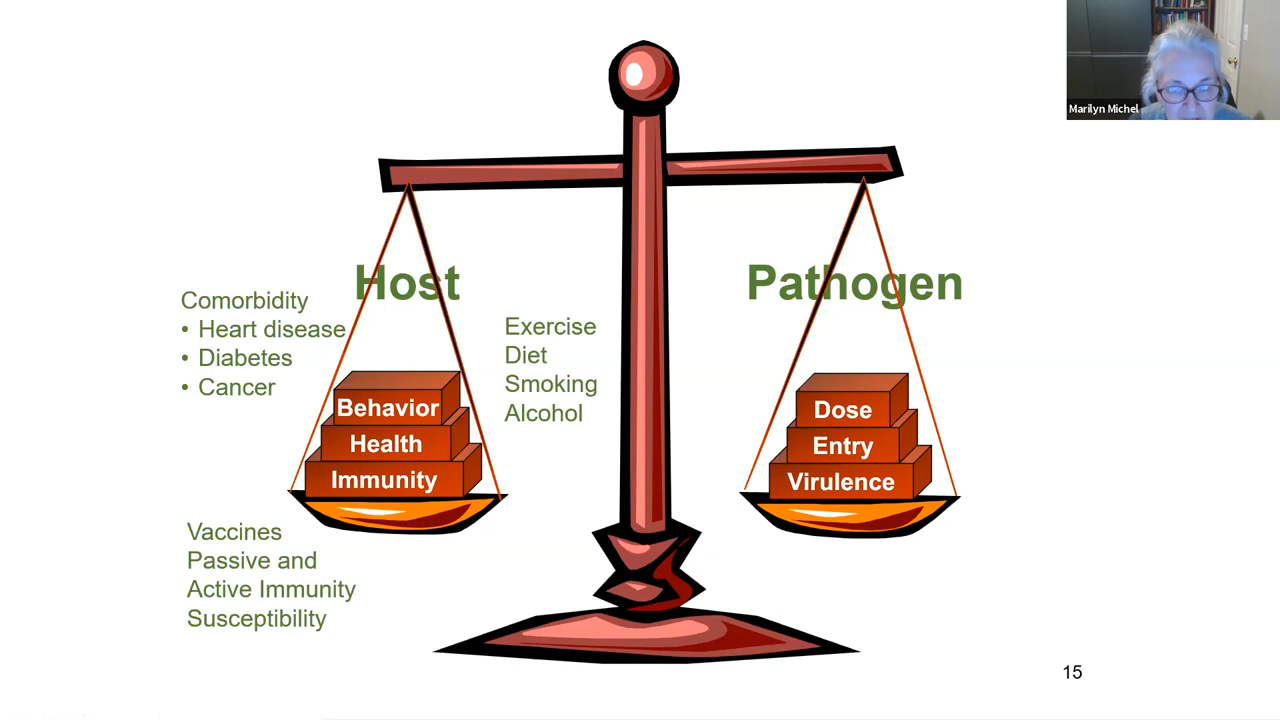 Marilyn Michel
Host
Pathogen
Comorbidity
• Heart disease
• Diabetes
• Cancer
Exercise
Diet
Smoking
Alcohol
Behavior
Health
Immunity
Dose
Entry
Virulence
Vaccines
Passive and
Active Immunity
Susceptibility
15